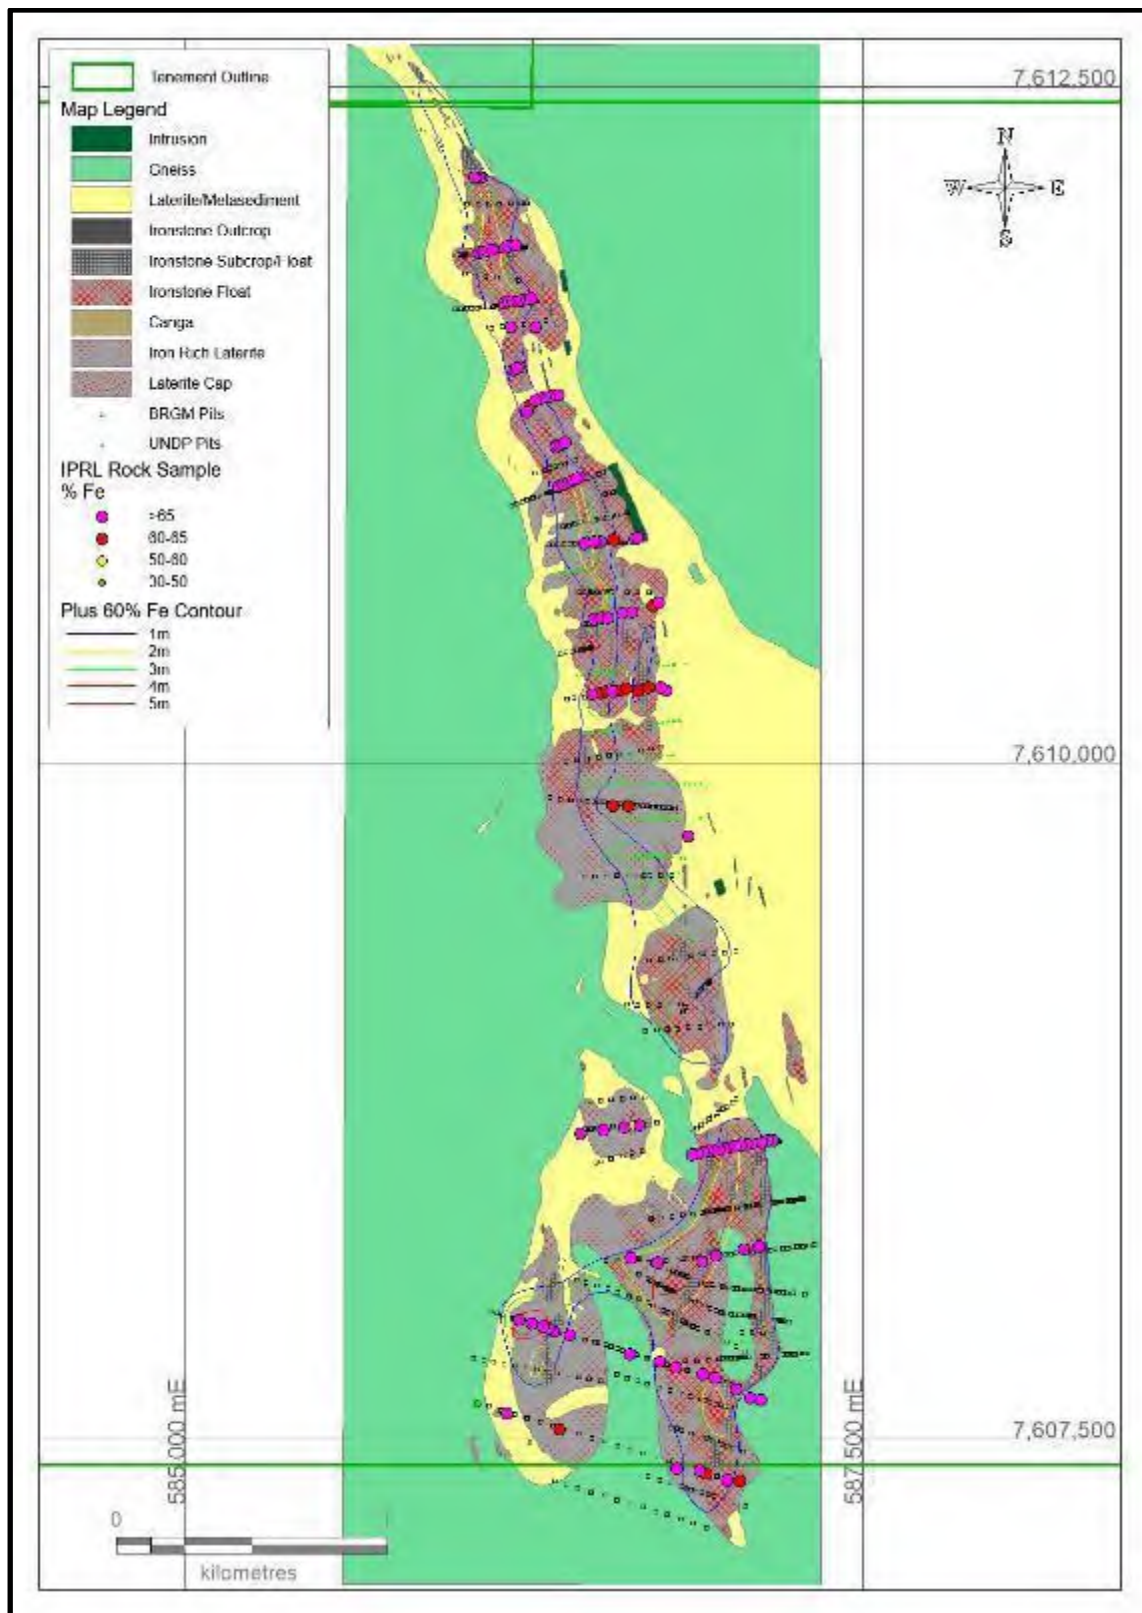 Tenement Outline
Map Legend
Intrusion
Gneiss
Laterite/Metasediment
Ironstone Outcrop
Ironstone Subcrop/Float
Ironstone Float
Canga
Iron Rich Laterite
Laterite Cap
BRGM Pits
UNDP Pits
IPRL Rock Sample
% Fe
>65
60-65
50-60
30-50
Plus 60% Fe Contour
1m
2m
3m
4m
5m
7,612,500
N
W E
S
7,610,000
7,607,500
585,000 mE
587,500 mE
0
kilometres